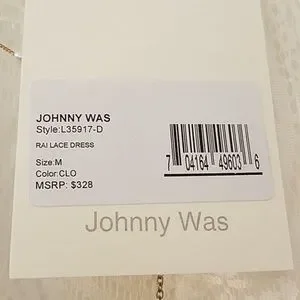 JOHNNY WAS
Style:L35917-D
RAI LACE DRESS
Size:M
Color:CLO
MSRP: $328
7 04164 49603 6
Johnny Was